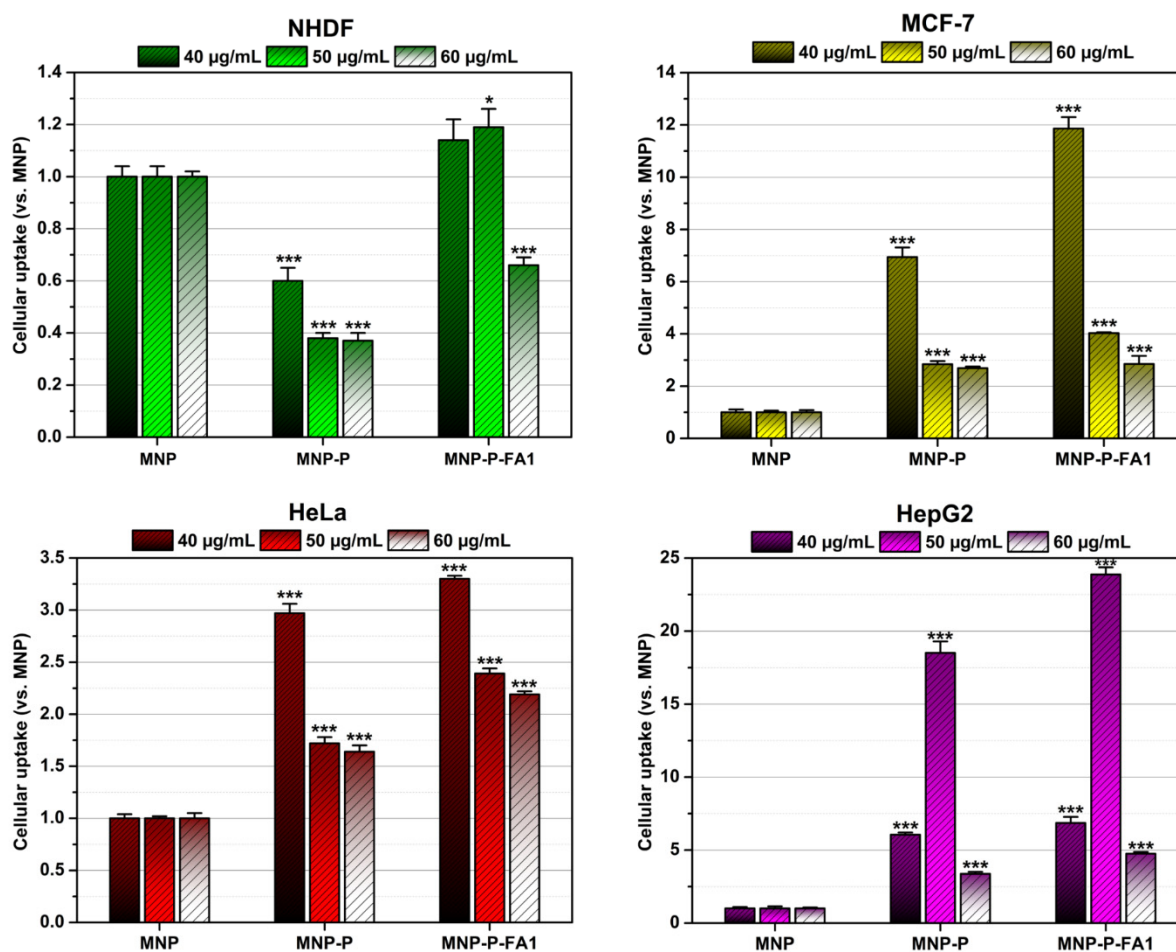 NHDF
40 µg/mL 50 µg/mL 60 µg/mL
Cellular uptake (vs. MNP)
1.4
1.2
1.0
0.8
0.6
0.4
0.2
0.0
*
***
***
*** ***
MNP MNP-P MNP-P-FA1
MCF-7
40 µg/mL 50 µg/mL 60 µg/mL
Cellular uptake (vs. MNP)
14
12
10
8
6
4
2
0
***
***
***
*** *** ***
MNP MNP-P MNP-P-FA1
HeLa
40 µg/mL 50 µg/mL 60 µg/mL
Cellular uptake (vs. MNP)
3.5
3.0
2.5
2.0
1.5
1.0
0.5
0.0
***
***
***
***
*** ***
MNP MNP-P MNP-P-FA1
HepG2
40 µg/mL 50 µg/mL 60 µg/mL
Cellular uptake (vs. MNP)
25
20
15
10
5
0
***
***
***
***
***
***
MNP MNP-P MNP-P-FA1